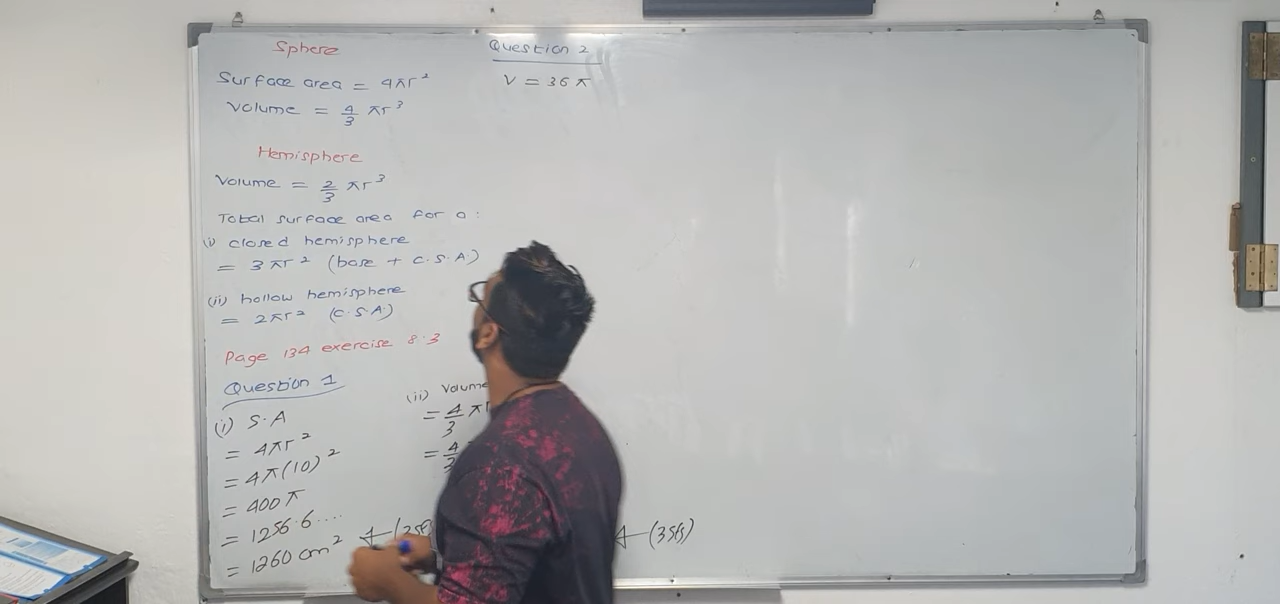 Sphere
Surface area = 4πr²
Volume = 4/3 πr³
Hemisphere
Volume = 2/3 πr³
Total surface area for a:
(i) closed hemisphere
= 3πr² (base + C.S.A.)
(ii) hollow hemisphere
= 2πr² (C.S.A)
Page 134 exercise 8.3
Question 1
(i) S.A
= 4πr²
= 4π(10)²
= 400π
= 1256.6....
= 1260 cm²
(ii) Volume
= 4/3 π
(3sf)
Question 2
V = 36π